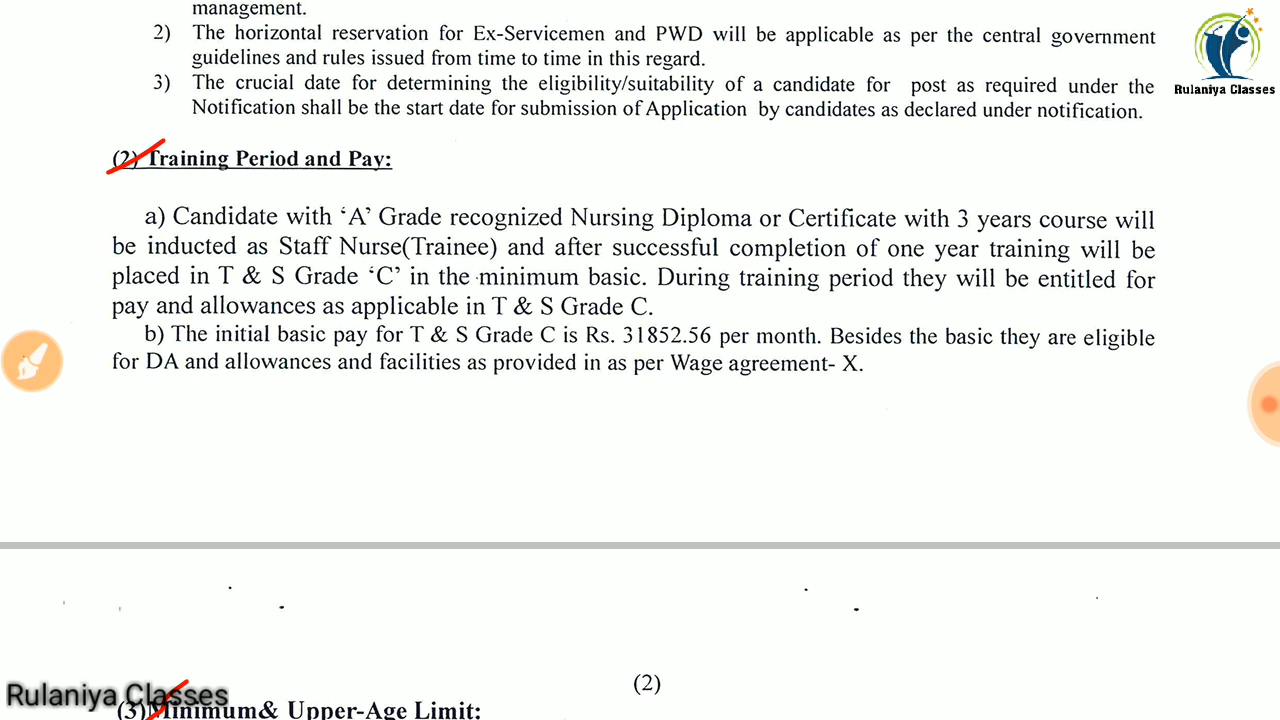 management.
2) The horizontal reservation for Ex-Servicemen and PWD will be applicable as per the central government
guidelines and rules issued from time to time in this regard.
3) The crucial date for determining the eligibility/suitability of a candidate for post as required under the
Notification shall be the start date for submission of Application by candidates as declared under notification.
Rulaniya Classes
(2) Training Period and Pay:
a) Candidate with ‘A’ Grade recognized Nursing Diploma or Certificate with 3 years course will
be inducted as Staff Nurse(Trainee) and after successful completion of one year training will be
placed in T & S Grade ‘C’ in the minimum basic. During training period they will be entitled for
pay and allowances as applicable in T & S Grade C.
b) The initial basic pay for T & S Grade C is Rs. 31852.56 per month. Besides the basic they are eligible
for DA and allowances and facilities as provided in as per Wage agreement- X.
(2)
Rulaniya Classes
(3)Minimum& Upper-Age Limit: